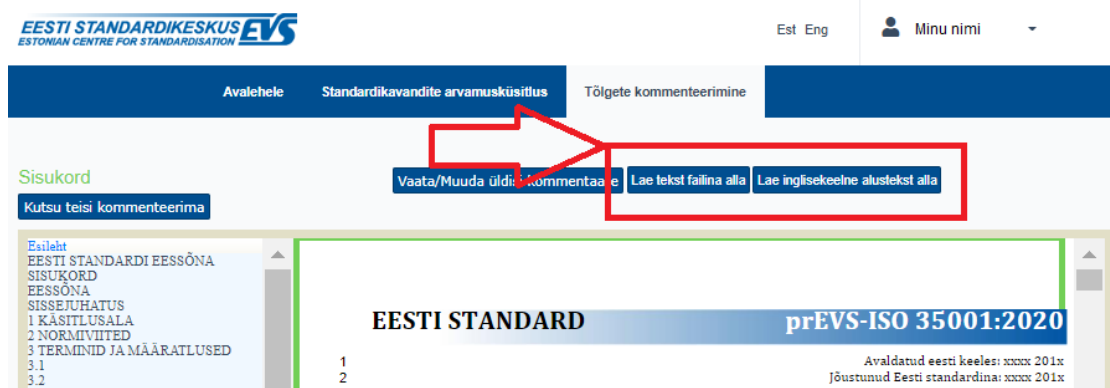 EESTI STANDARDIKESKUS EVS
ESTONIAN CENTRE FOR STANDARDISATION
Est Eng
Minu nimi
Avalehele
Standardikavandite arvamusküsitlus
Tõlgete kommenteerimine
Sisukord
Vaata/Muuda üldisi kommentaare
Lae tekst failina alla
Lae inglisekeelne alustekst alla
Kutsu teisi kommenteerima
Esileht
EESTI STANDARDI EESSÕNA
SISUKORD
EESSÕNA
SISSEJUHATUS
1 KÄSITLUSALA
2 NORMIVIITED
3 TERMINID JA MÄÄRATLUSED
3.1
3.2
EESTI STANDARD
prEVS-ISO 35001:2020
1
Avaldatud eesti keeles: xxxx 201x
2
Jõustunud Eesti standardina: xxxx 201x